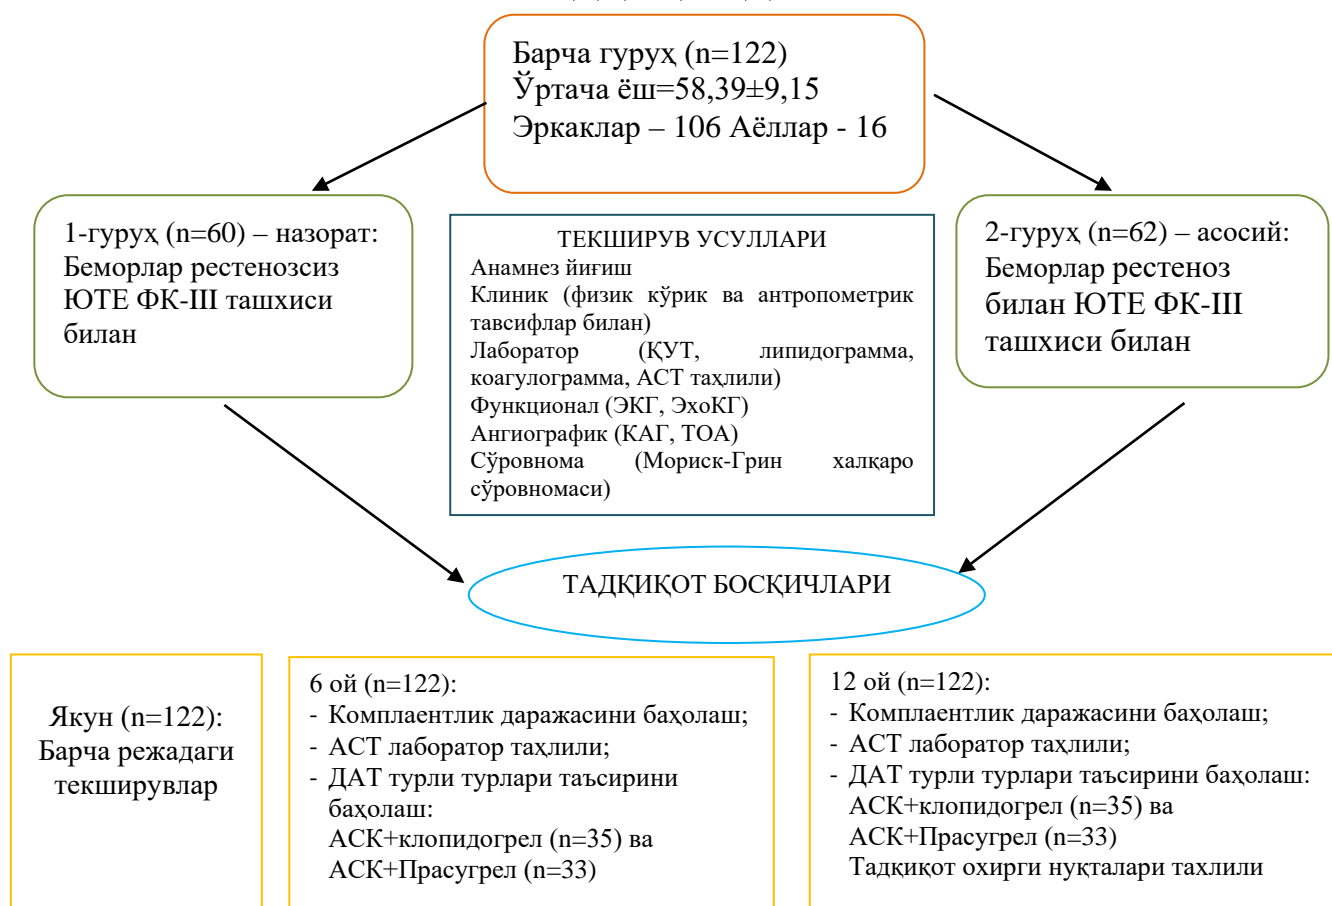 Барча гуруҳ (n=122)
Ўртача ёш=58,39±9,15
Эркаклар – 106 Аёллар - 16
1-гуруҳ (n=60) – назорат:
Беморлар рестенозсиз
ЮТЕ ФК-III ташхиси
билан
ТЕКШИРУВ УСУЛЛАРИ
Анамнез йиғиш
Клиник (физик кўрик ва антропометрик
тавсифлар билан)
Лаборатор (ҚУТ, липидограмма,
коагулограмма, АСТ таҳлили)
Функционал (ЭКГ, ЭхоКГ)
Ангиографик (КАГ, ТОА)
Сўровнома (Мориск-Грин халқаро
сўровномаси)
2-гуруҳ (n=62) – асосий:
Беморлар рестеноз
билан ЮТЕ ФК-III
ташхиси билан
ТАДҚИҚОТ БОСҚИЧЛАРИ
Якун (n=122):
Барча режадаги
текширувлар
6 ой (n=122):
- Комплаентлик даражасини баҳолаш;
- АСТ лаборатор таҳлили;
- ДАТ турли турлари таъсирини
баҳолаш:
АСК+клопидогрел (n=35) ва
АСК+Прасугрел (n=33)
12 ой (n=122):
- Комплаентлик даражасини баҳолаш;
- АСТ лаборатор таҳлили;
- ДАТ турли турлари таъсирини баҳолаш:
АСК+клопидогрел (n=35) ва
АСК+Прасугрел (n=33)
Тадқиқот охирги нуқталари тахлили